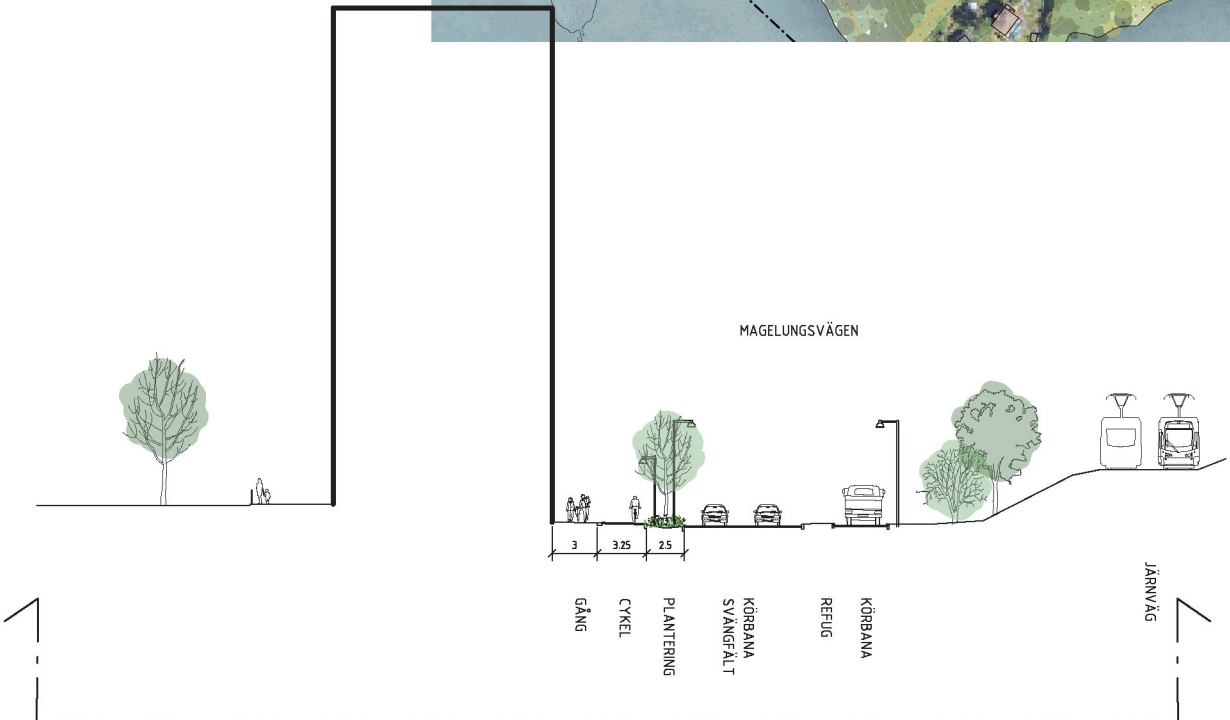 MAGELUNGSVÄGEN
3
3.25
2.5
GÅNG
CYKEL
PLANTERING
KÖRBANA
SVÄNGFÄLT
REFUG
KÖRBANA
JÄRNVÄG